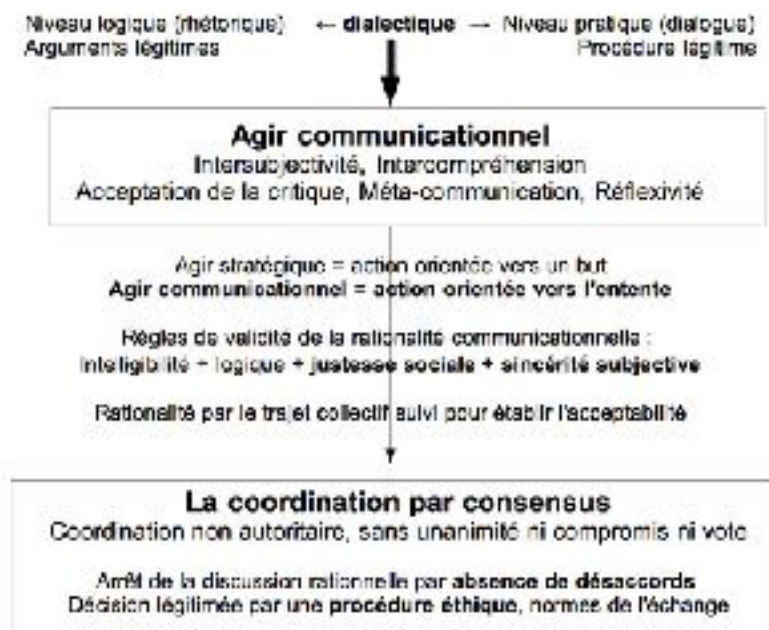 Niveau logique (rhétorique) ← dialectique → Niveau pratique (dialogue)
Arguments légitimes Procédure légitime
Agir communicationnel
Intersubjectivité, Intercompréhension
Acceptation de la critique, Méta-communication, Réflexivité
Agir stratégique = action orientée vers un but
Agir communicationnel = action orientée vers l'entente
Règles de validité de la rationalité communicationnelle :
Intelligibilité + logique + justesse sociale + sincérité subjective
Rationalité par le trajet collectif suivi pour établir l'acceptabilité
La coordination par consensus
Coordination non autoritaire, sans unanimité ni compromis ni vote
Arrêt de la discussion rationnelle par absence de désaccords
Décision légitimée par une procédure éthique, normes de l'échange